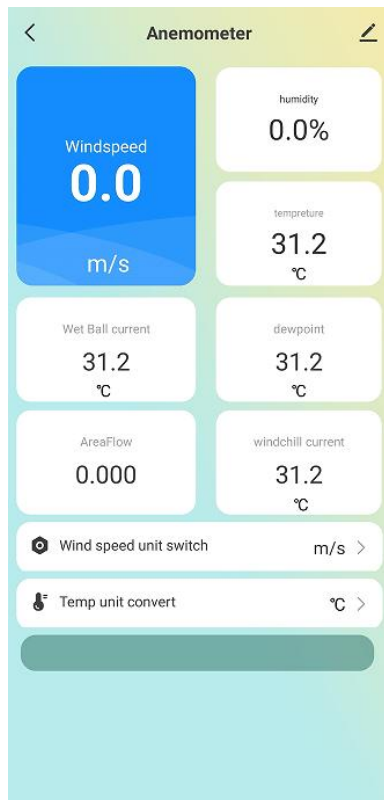 Anemometer
Windspeed
0.0
m/s
humidity
0.0%
tempreture
31.2
℃
Wet Ball current
31.2
℃
dewpoint
31.2
℃
AreaFlow
0.000
windchill current
31.2
℃
Wind speed unit switch m/s
Temp unit convert ℃